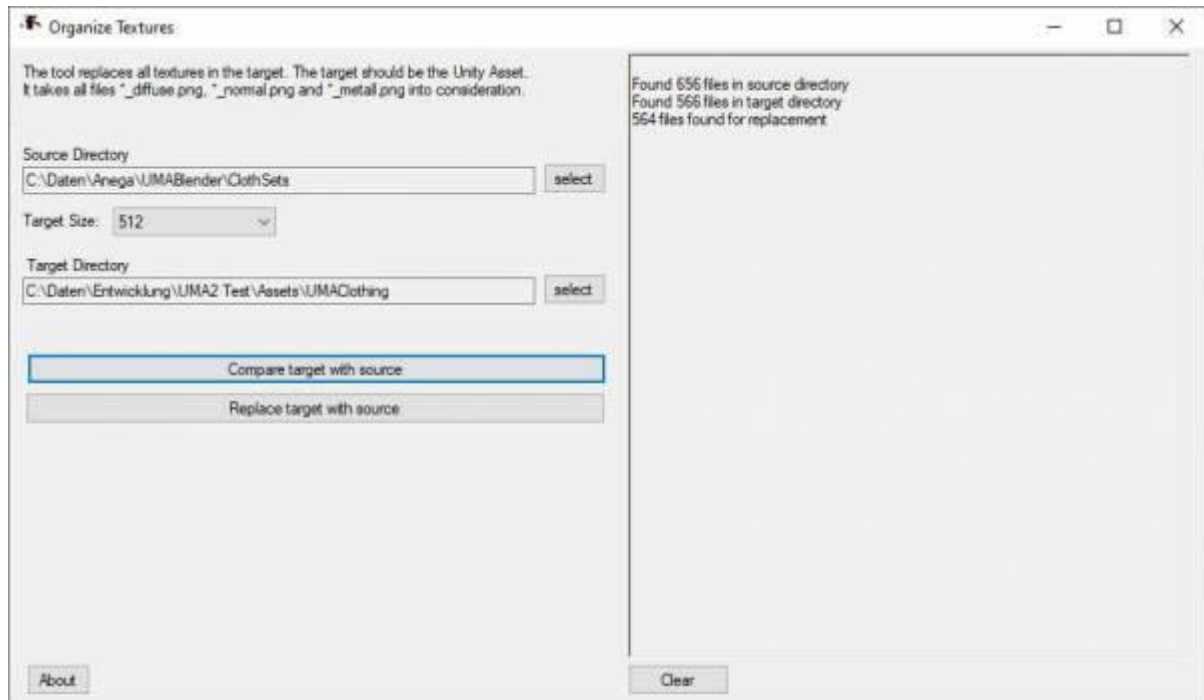 Organize Textures
The tool replaces all textures in the target. The target should be the Unity Asset.
It takes all files *_diffuse.png, *_normal.png and *_metall.png into consideration.
Source Directory
C:\Daten\Anega\UMABlender\ClothSets
select
Target Size:
512
Target Directory
C:\Daten\Entwicklung\UMA2 Test\Assets\UMAClothing
select
Compare target with source
Replace target with source
About
Found 656 files in source directory
Found 566 files in target directory
564 files found for replacement
Clear